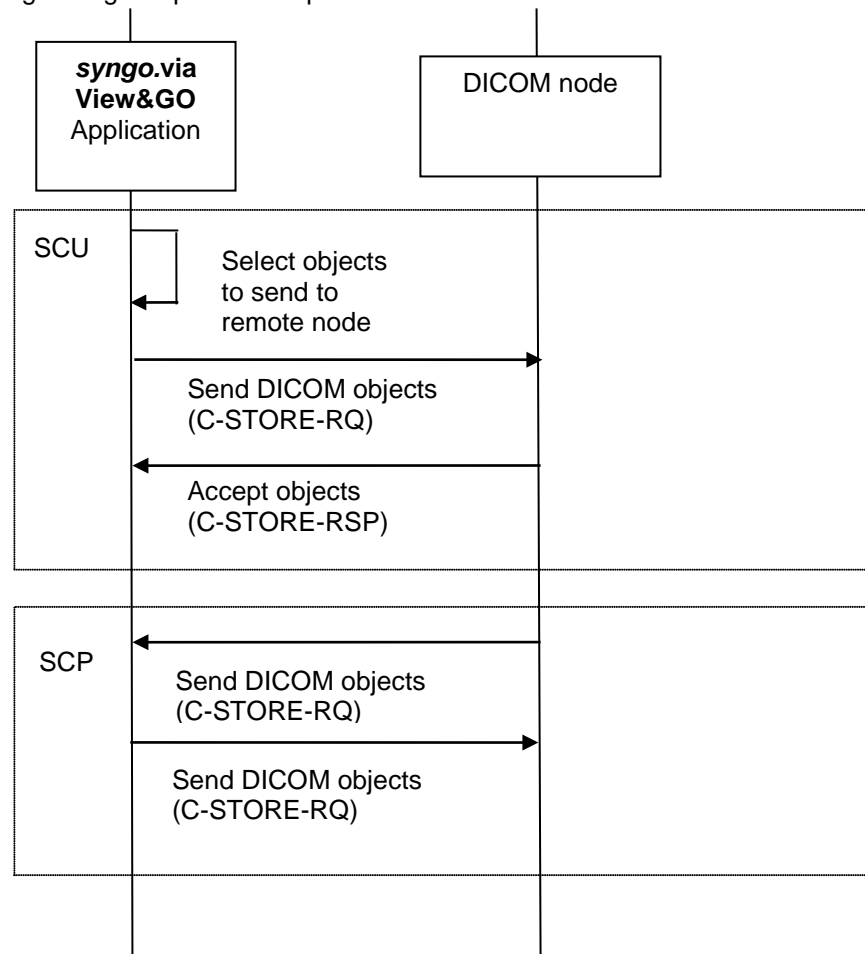 syngo.via
View&GO
Application
DICOM node
SCU
Select objects
to send to
remote node
Send DICOM objects
(C-STORE-RQ)
Accept objects
(C-STORE-RSP)
SCP
Send DICOM objects
(C-STORE-RQ)
Send DICOM objects
(C-STORE-RQ)